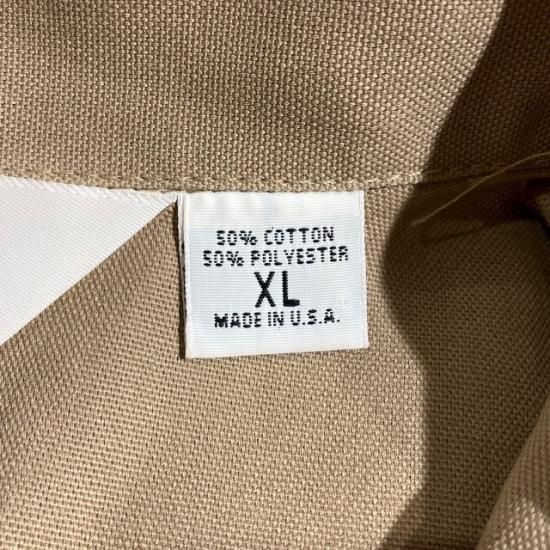 50% COTTON
50% POLYESTER
XL
MADE IN U.S.A.